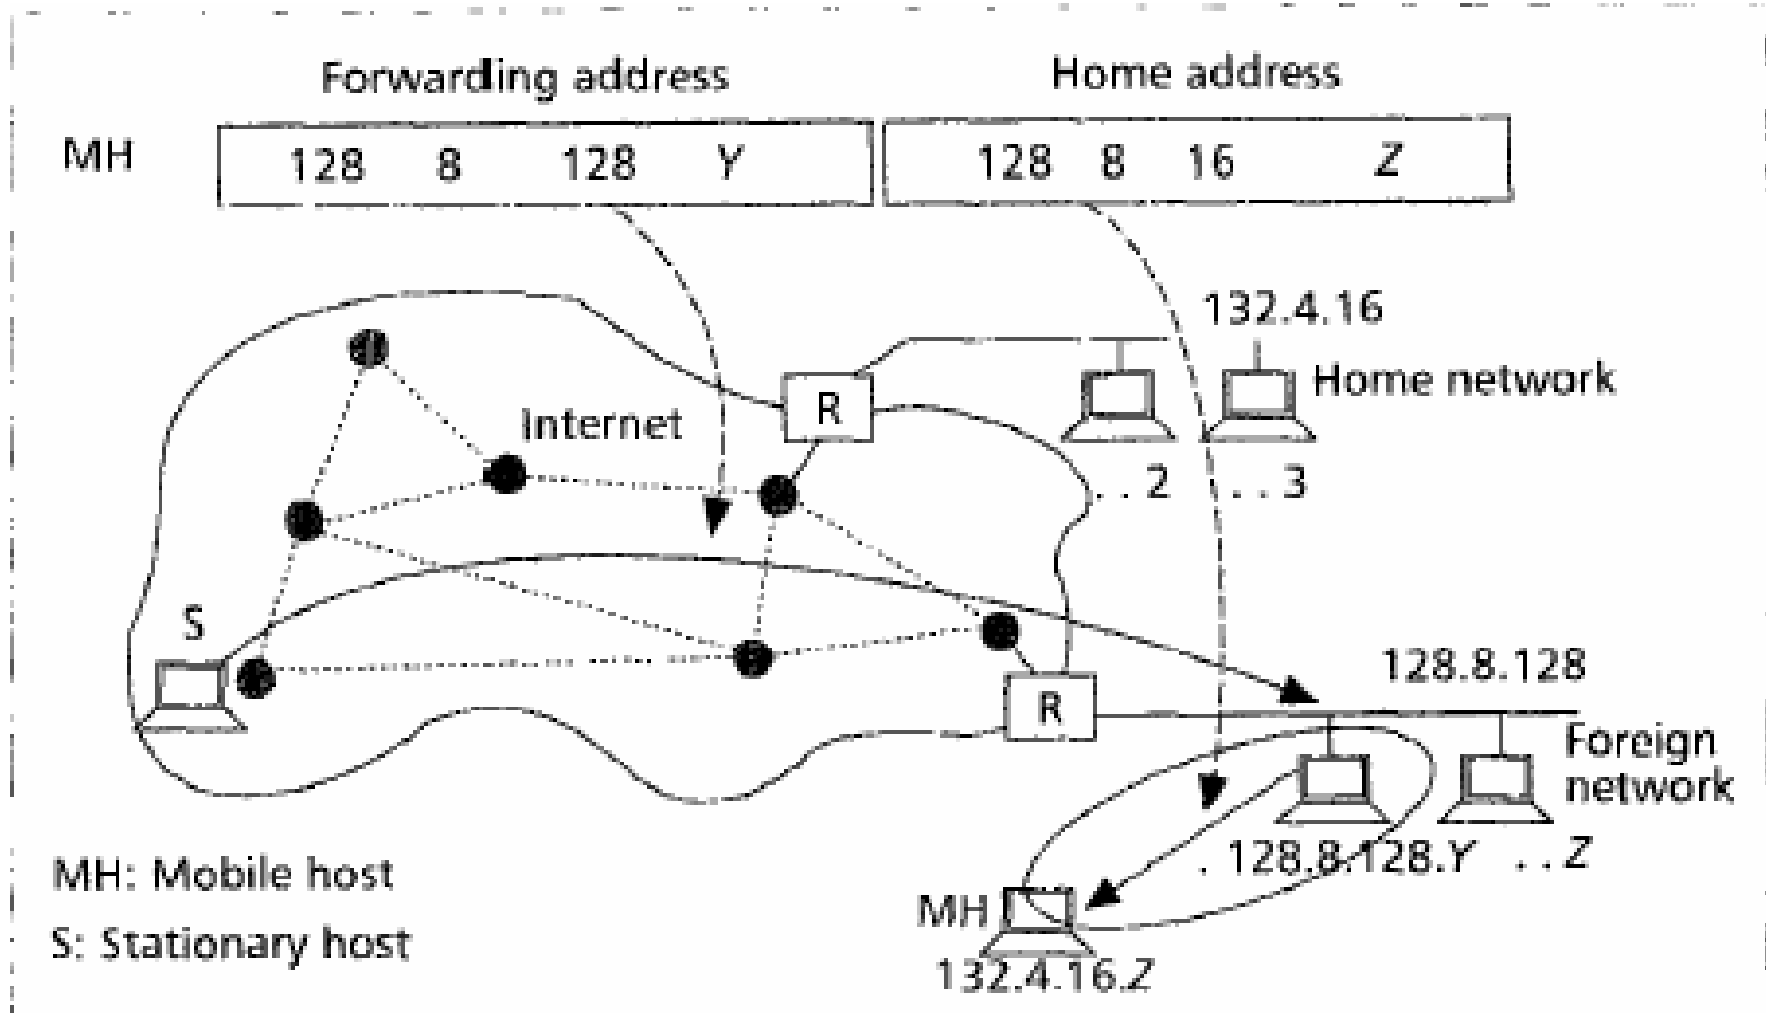 Forwarding address Home address
MH 128 8 128 Y 128 8 16 Z
132.4.16
Home network
R
Internet
. . 2 . . 3
S
128.8.128
R
Foreign
network
. 128.8.128.Y . . Z
MH: Mobile host
MH
S: Stationary host
132.4.16.Z